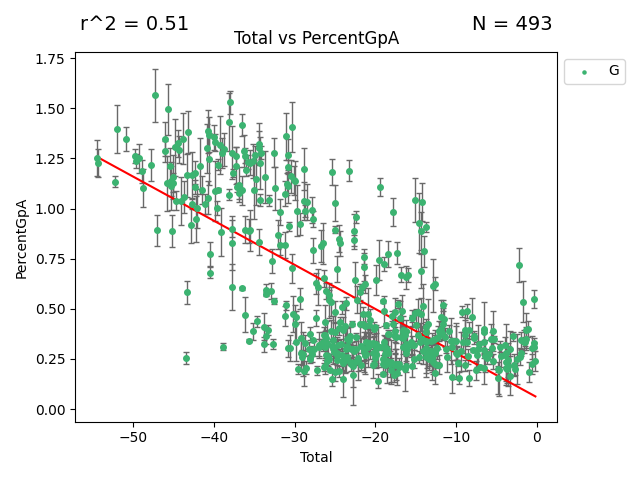 r^2 = 0.51 N = 493
Total vs PercentGpA
G
1.75
1.50
1.25
1.00
0.75
0.50
0.25
0.00
PercentGpA
−50 −40 −30 −20 −10 0
Total